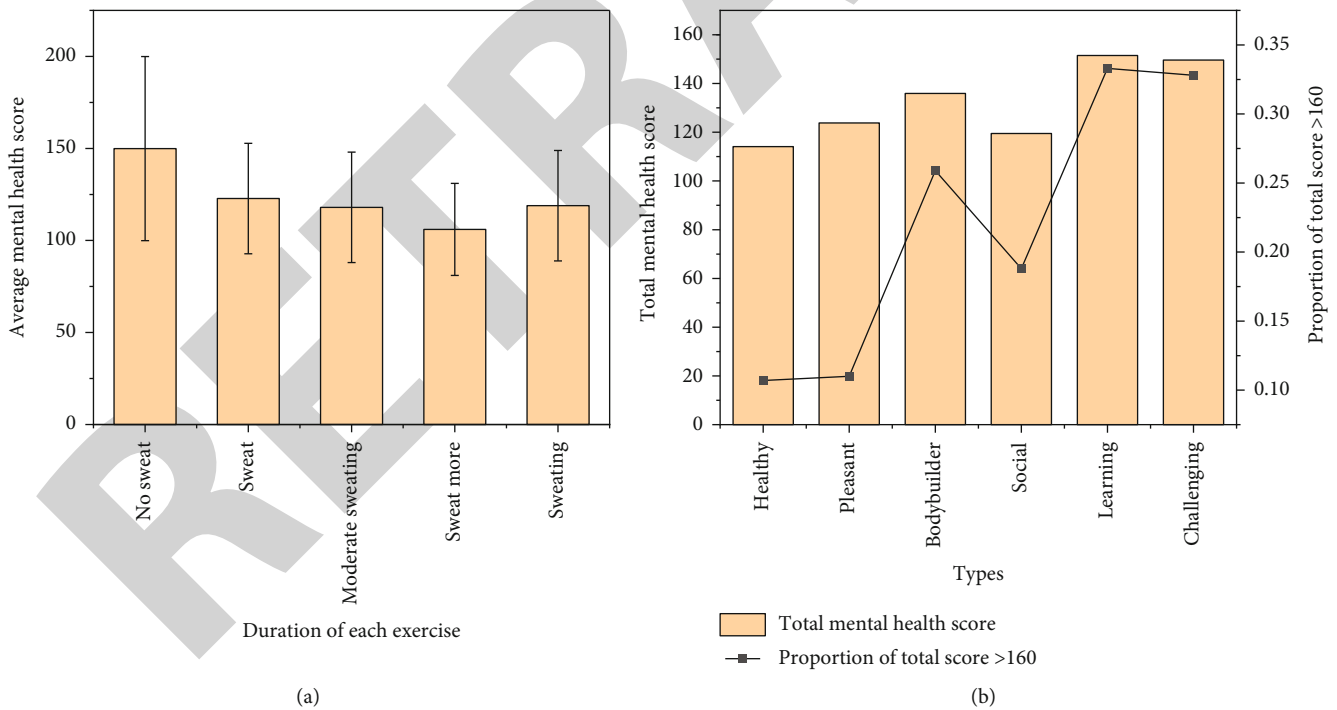 200
150
100
50
0
Average mental health score
No sweat
Sweat
Moderate sweating
Sweat more
Sweating
Duration of each exercise
(a)
160
140
120
100
80
60
40
20
0
Total mental health score
0.35
0.30
0.25
0.20
0.15
0.10
Proportion of total score >160
Healthy
Pleasant
Bodybuilder
Social
Learning
Challenging
Types
Total mental health score
Proportion of total score >160
(b)
RETRA